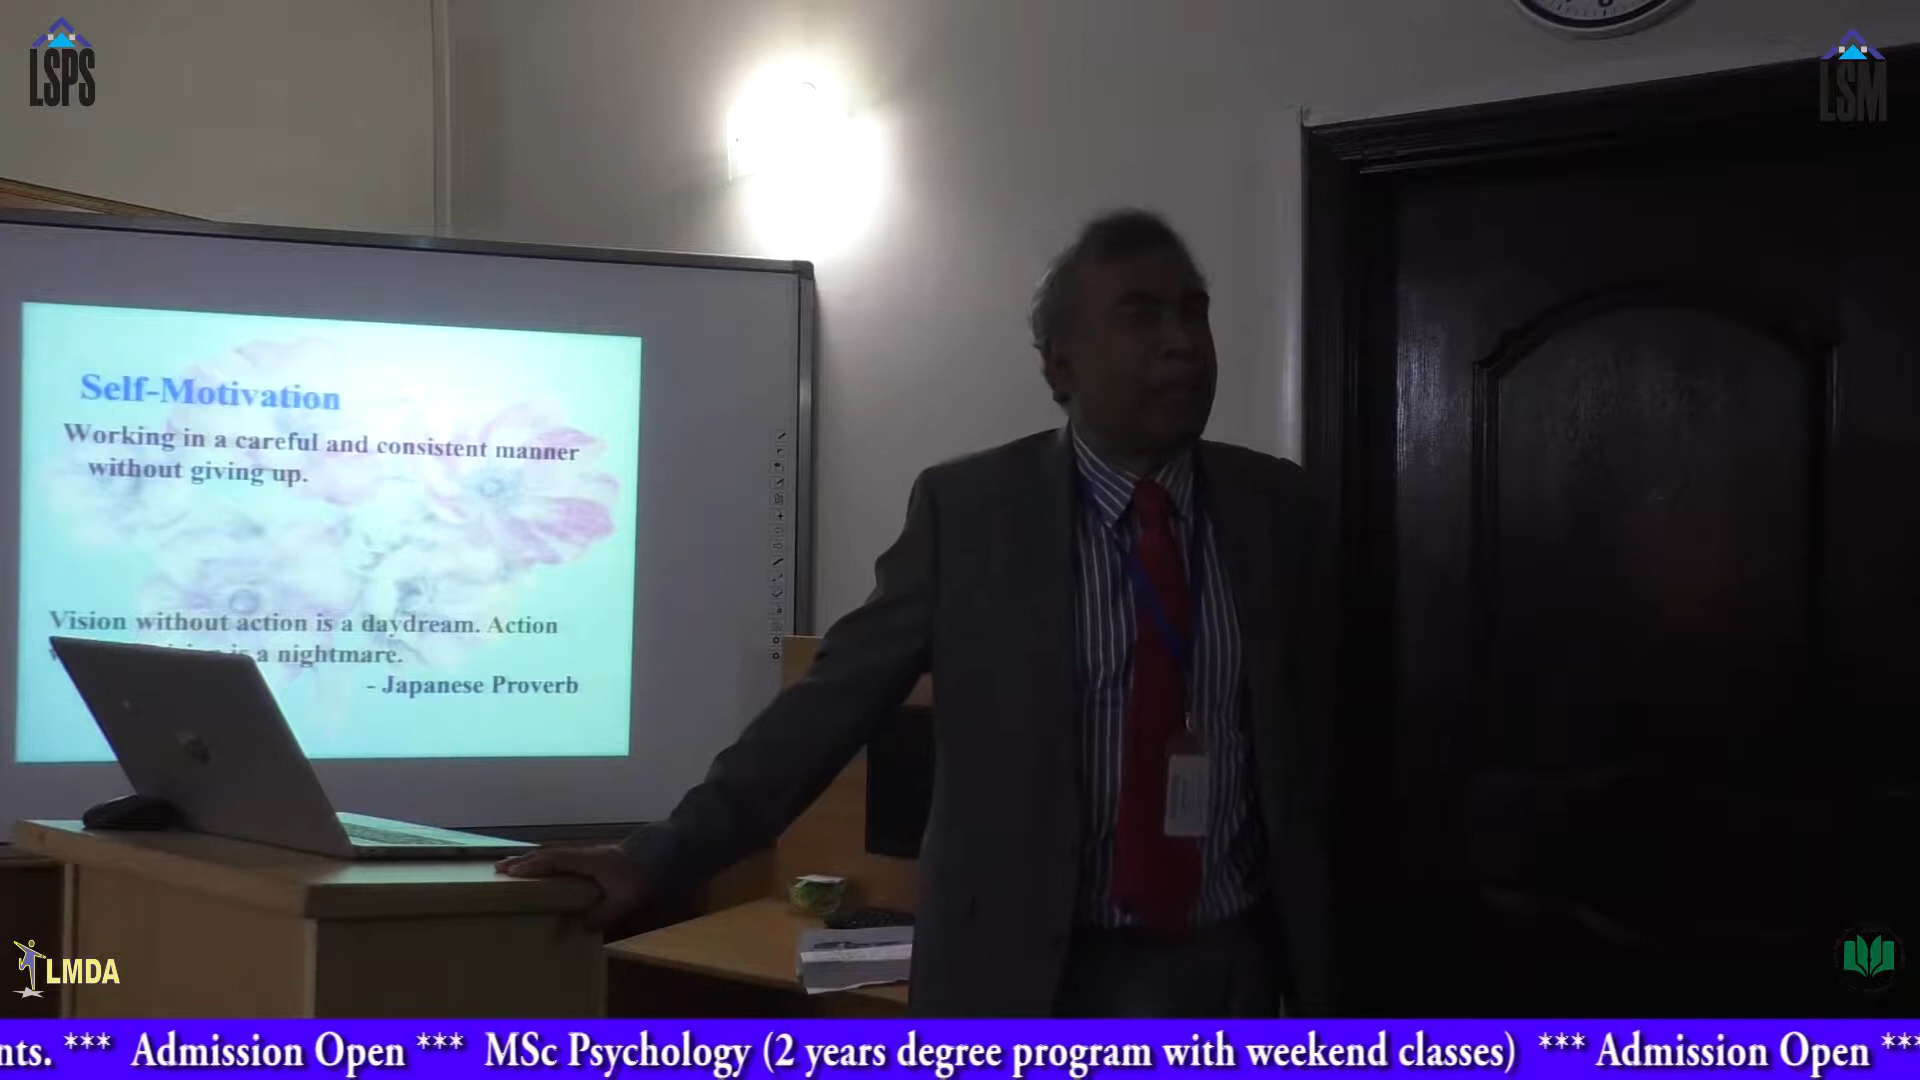 LSPS
LSM
Self-Motivation
Working in a careful and consistent manner
without giving up.
Vision without action is a daydream. Action
a nightmare.
- Japanese Proverb
LMDA
nts. *** Admission Open *** MSc Psychology (2 years degree program with weekend classes) *** Admission Open ***